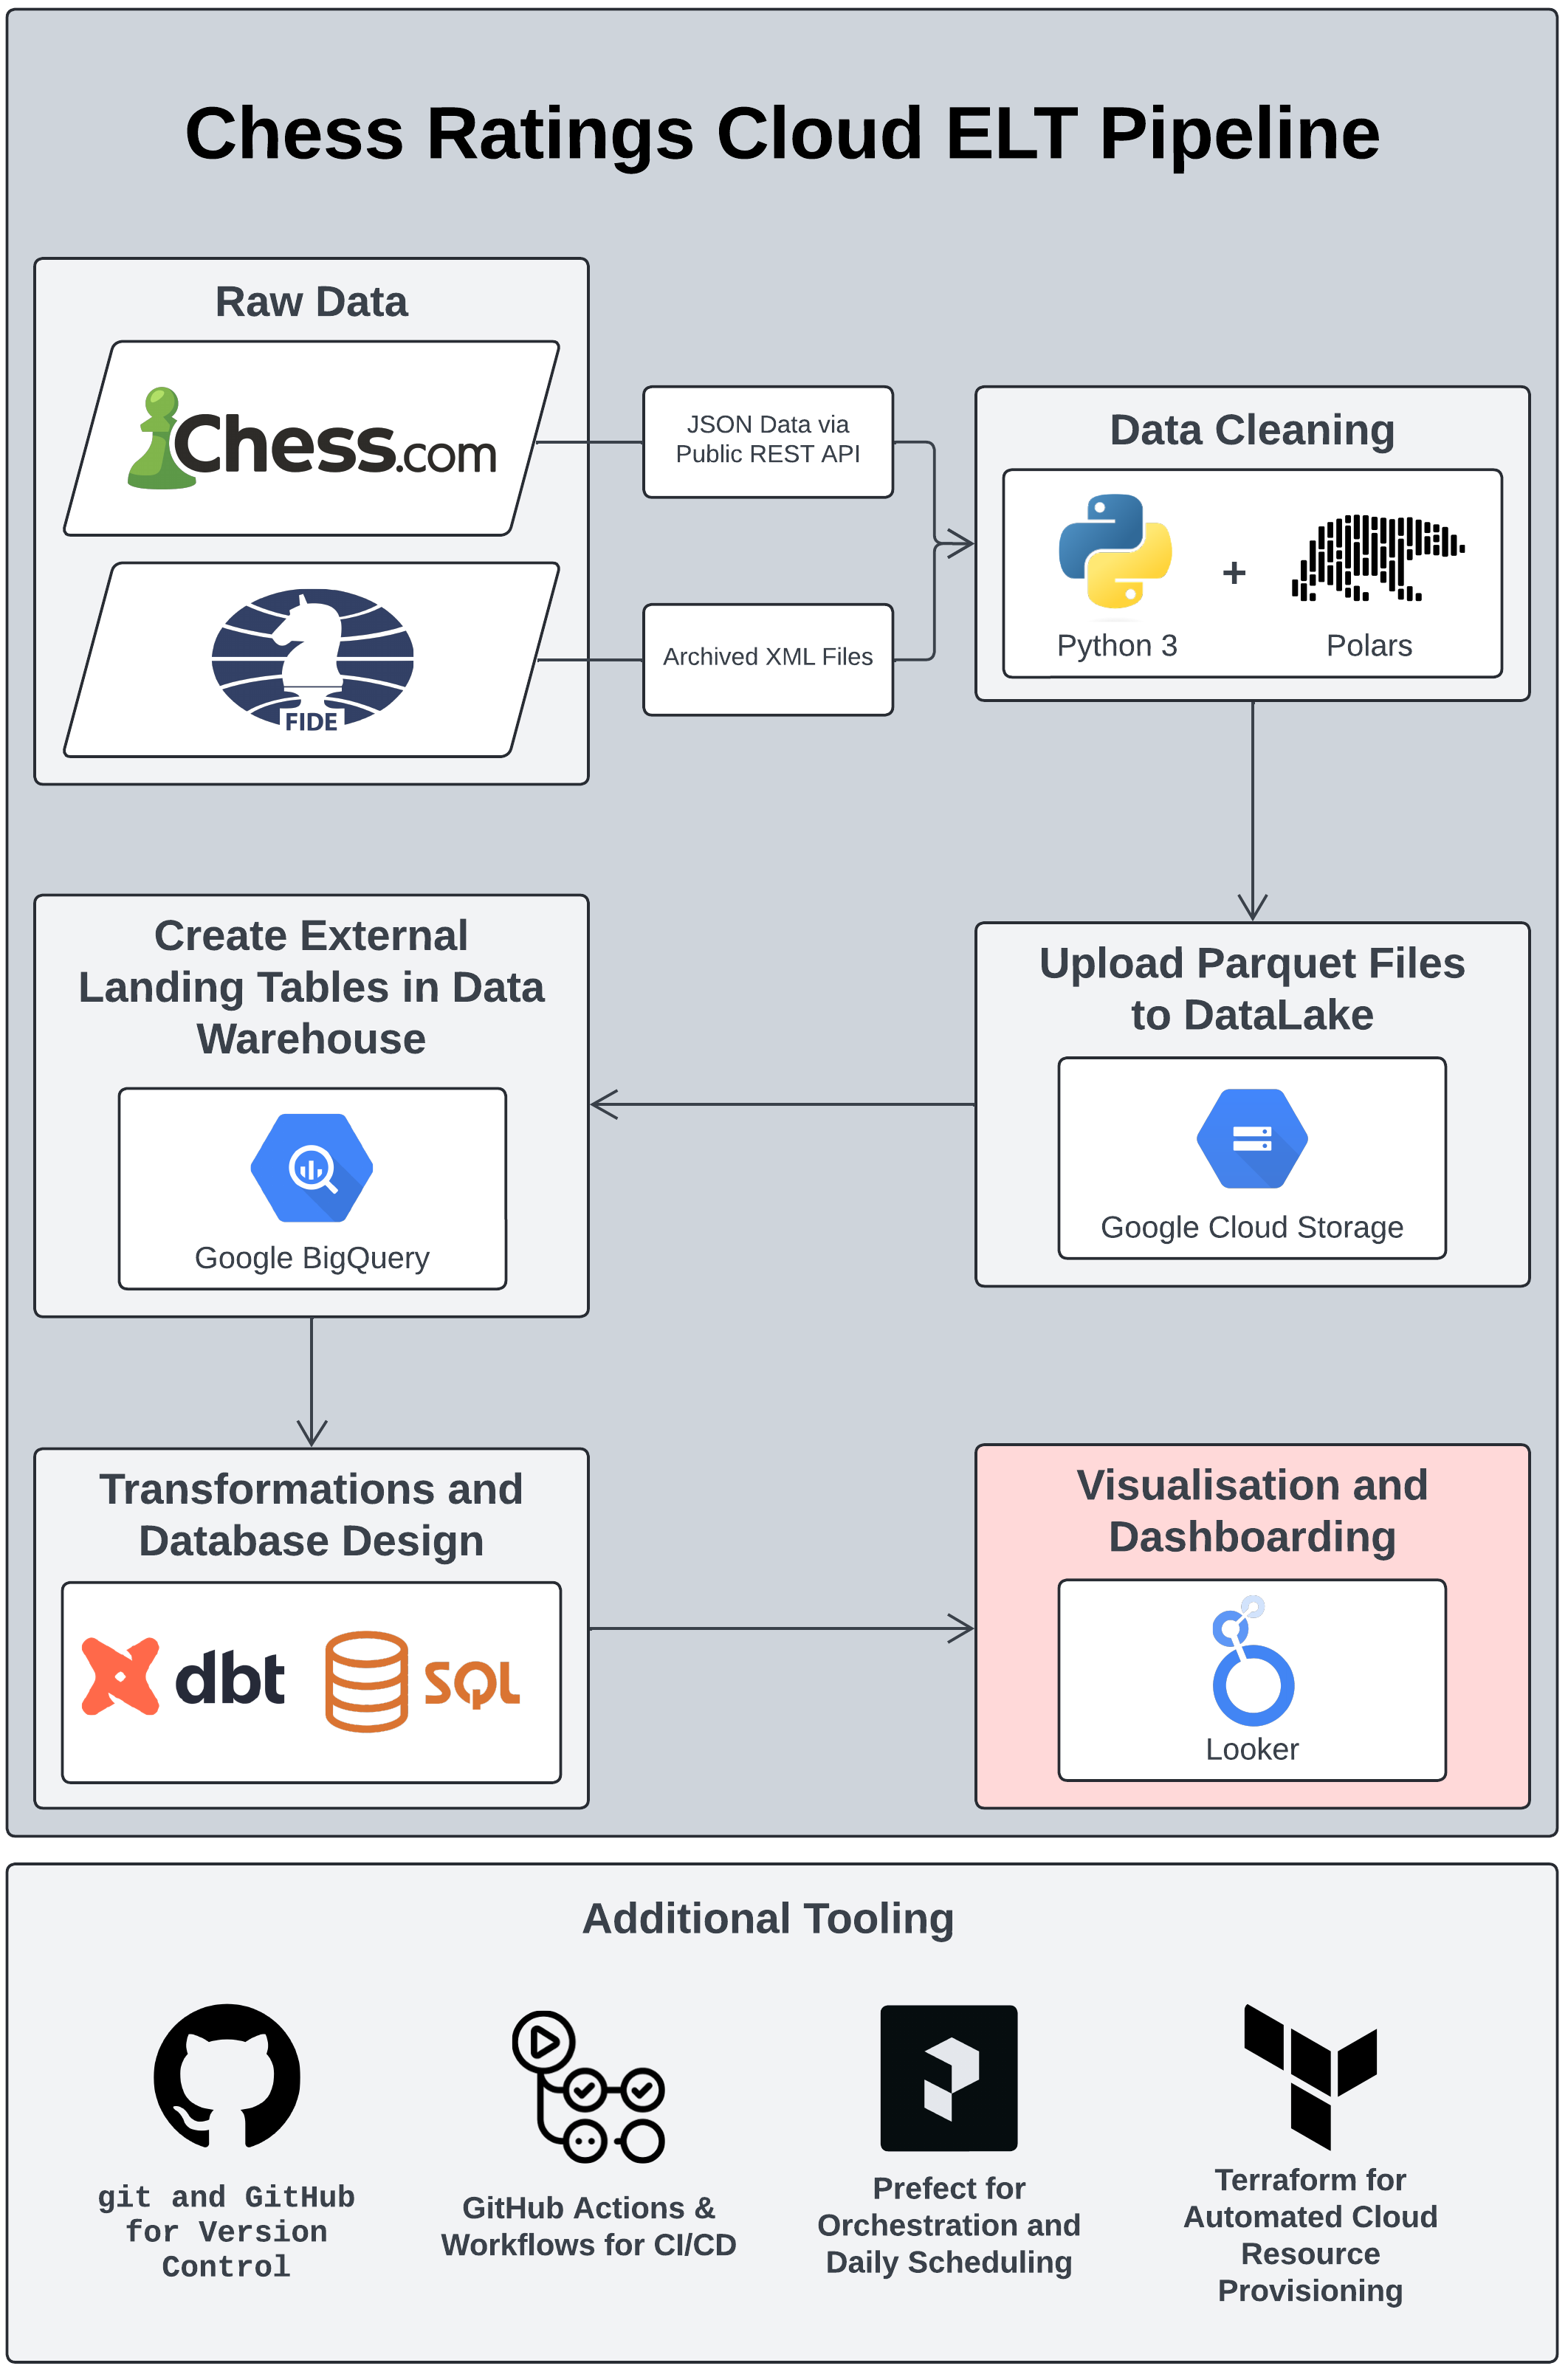 Chess Ratings Cloud ELT Pipeline
Raw Data
Chess.com
FIDE
JSON Data via
Public REST API
Archived XML Files
Data Cleaning
+
Python 3
Polars
Upload Parquet Files
to DataLake
Google Cloud Storage
Create External
Landing Tables in Data
Warehouse
Google BigQuery
Transformations and
Database Design
dbt
SQL
Visualisation and
Dashboarding
Looker
Additional Tooling
git and GitHub
for Version
Control
GitHub Actions &
Workflows for CI/CD
Prefect for
Orchestration and
Daily Scheduling
Terraform for
Automated Cloud
Resource
Provisioning